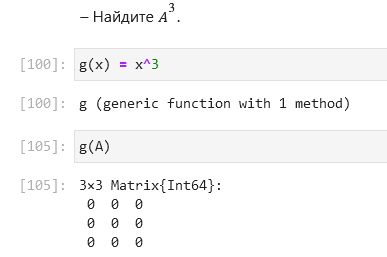 – Найдите A³.
[100]: g(x) = x^3
[100]: g (generic function with 1 method)
[105]: g(A)
[105]: 3×3 Matrix{Int64}:
0 0 0
0 0 0
0 0 0